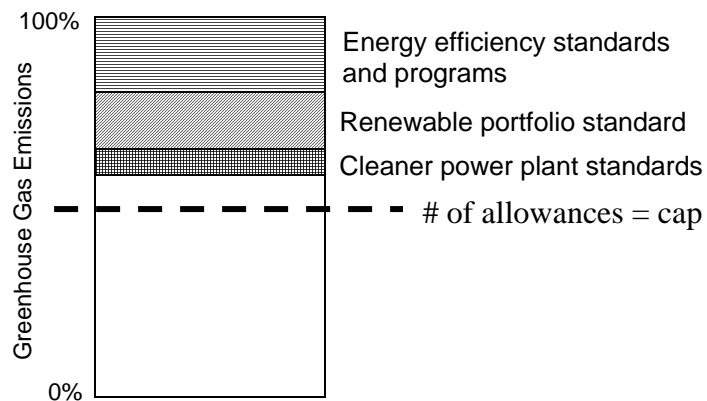 100%
Energy efficiency standards
and programs
Renewable portfolio standard
Cleaner power plant standards
# of allowances = cap
Greenhouse Gas Emissions
0%